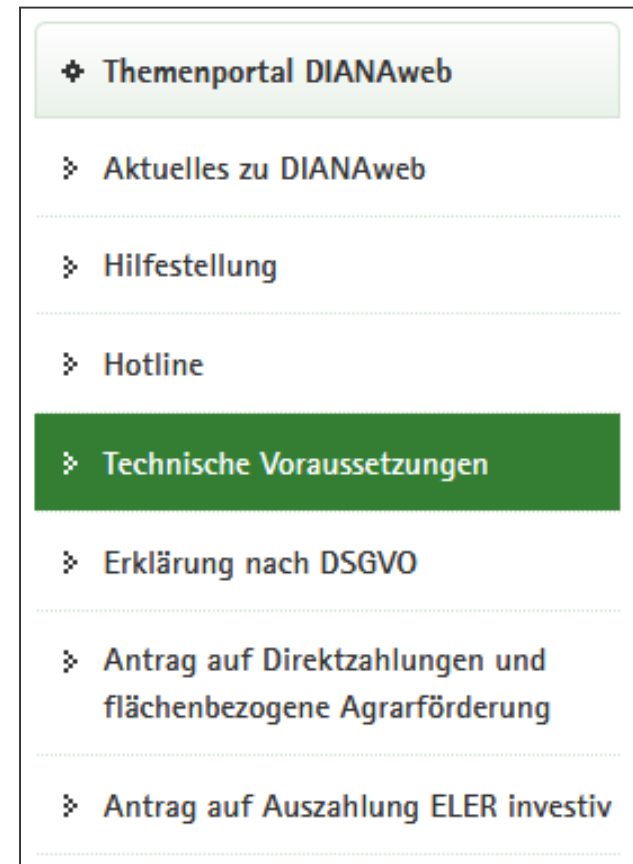 Themenportal DIANAweb
Aktuelles zu DIANAweb
Hilfestellung
Hotline
Technische Voraussetzungen
Erklärung nach DSGVO
Antrag auf Direktzahlungen und
flächenbezogene Agrarförderung
Antrag auf Auszahlung ELER investiv